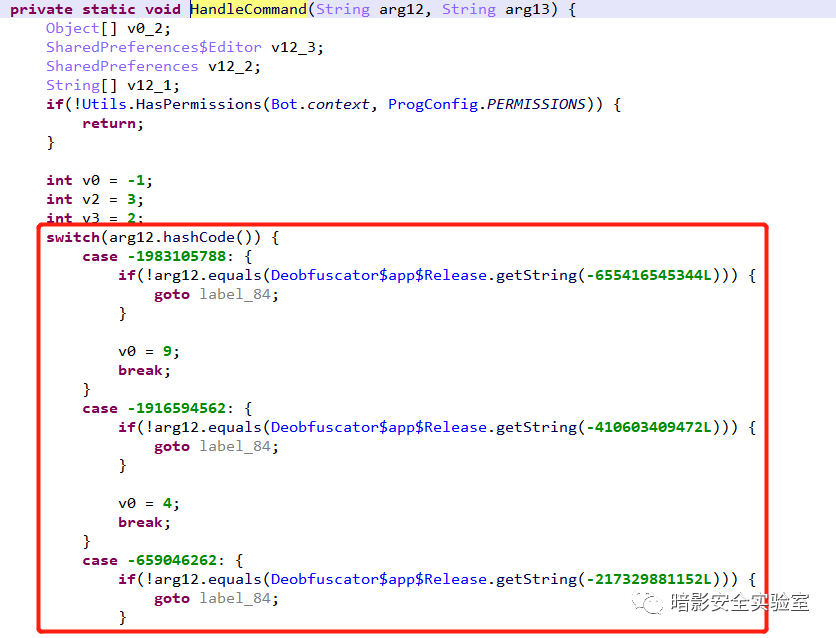 private static void HandleCommand(String arg12, String arg13) {
Object[] v0_2;
SharedPreferences$Editor v12_3;
SharedPreferences v12_2;
String[] v12_1;
if(!Utils.HasPermissions(Bot.context, ProgConfig.PERMISSIONS)) {
return;
}
int v0 = -1;
int v2 = 3;
int v3 = 2;
switch(arg12.hashCode()) {
case -1983105788: {
if(!arg12.equals(Deobfuscator$app$Release.getString(-655416545344L))) {
goto label_84;
}
v0 = 9;
break;
}
case -1916594562: {
if(!arg12.equals(Deobfuscator$app$Release.getString(-410603409472L))) {
goto label_84;
}
v0 = 4;
break;
}
case -659046262: {
if(!arg12.equals(Deobfuscator$app$Release.getString(-217329881152L))) {
goto label_84;
}
暗影安全实验室